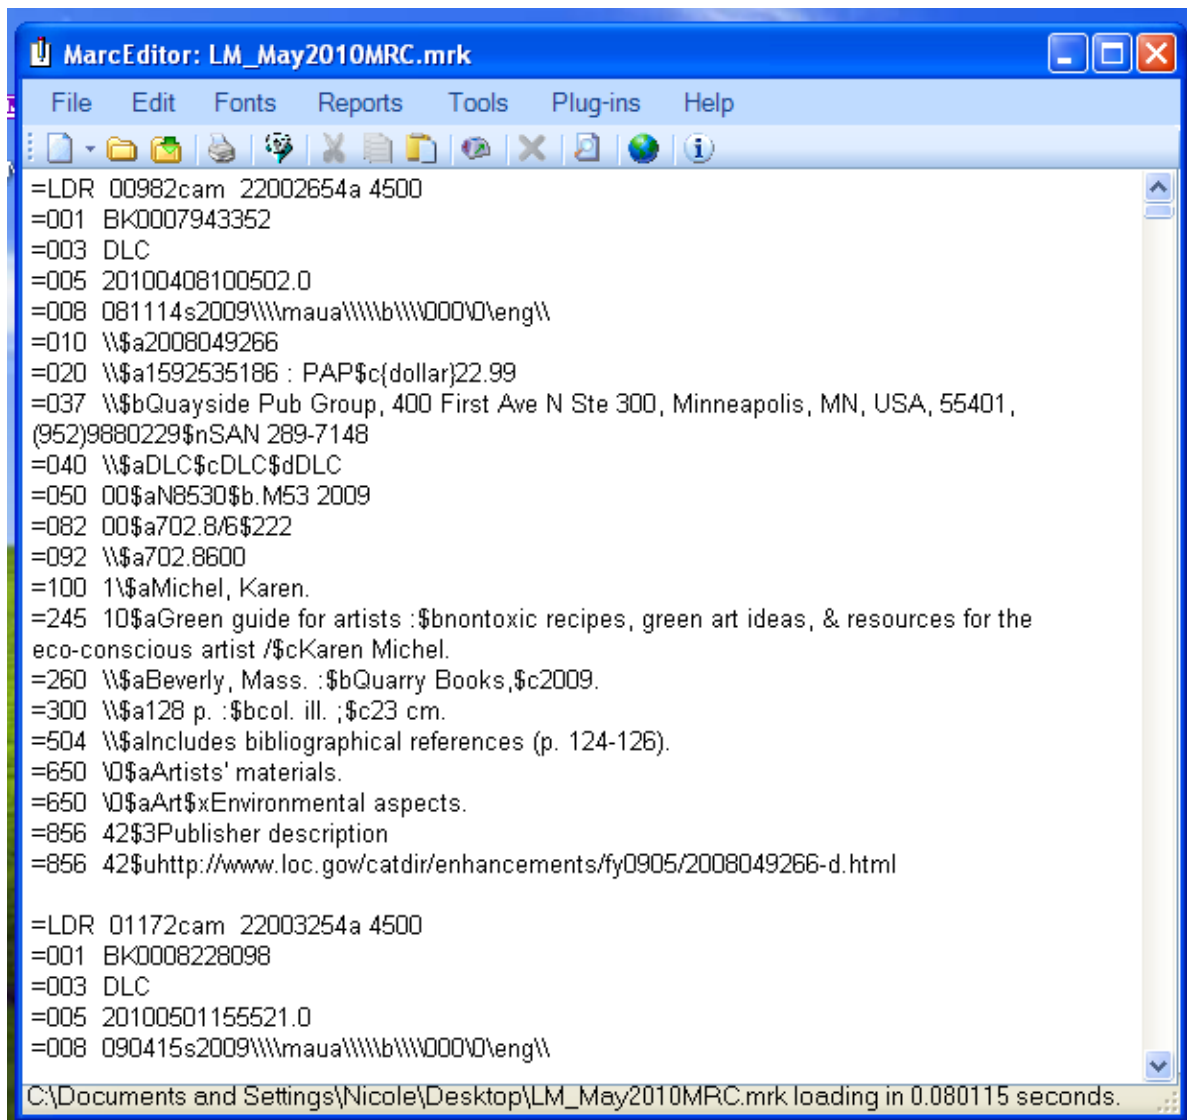 MarcEditor: LM_May2010MRC.mrk
File Edit Fonts Reports Tools Plug-ins Help
=LDR  00982cam  22002654a 4500
=001  BK0007943352
=003  DLC
=005  20100408100502.0
=008  081114s2009\\\\maua\\\\\b\\\\000\0\eng\\
=010  \\$a2008049266
=020  \\$a1592535186 : PAP$c{dollar}22.99
=037  \\$bQuayside Pub Group, 400 First Ave N Ste 300, Minneapolis, MN, USA, 55401,
(952)9880229$nSAN 289-7148
=040  \\$aDLC$cDLC$dDLC
=050  00$aN8530$b.M53 2009
=082  00$a702.8/6$222
=092  \\$a702.8600
=100  1\$aMichel, Karen.
=245  10$aGreen guide for artists :$bnontoxic recipes, green art ideas, & resources for the
eco-conscious artist /$cKaren Michel.
=260  \\$aBeverly, Mass. :$bQuarry Books,$c2009.
=300  \\$a128 p. :$bcol. ill. ;$c23 cm.
=504  \\$aIncludes bibliographical references (p. 124-126).
=650  \0$aArtists' materials.
=650  \0$aArt$xEnvironmental aspects.
=856  42$3Publisher description
=856  42$uhttp://www.loc.gov/catdir/enhancements/fy0905/2008049266-d.html
=LDR  01172cam  22003254a 4500
=001  BK0008228098
=003  DLC
=005  20100501155521.0
=008  090415s2009\\\\maua\\\\\b\\\\000\0\eng\\
C:\Documents and Settings\Nicole\Desktop\LM_May2010MRC.mrk loading in 0.080115 seconds.